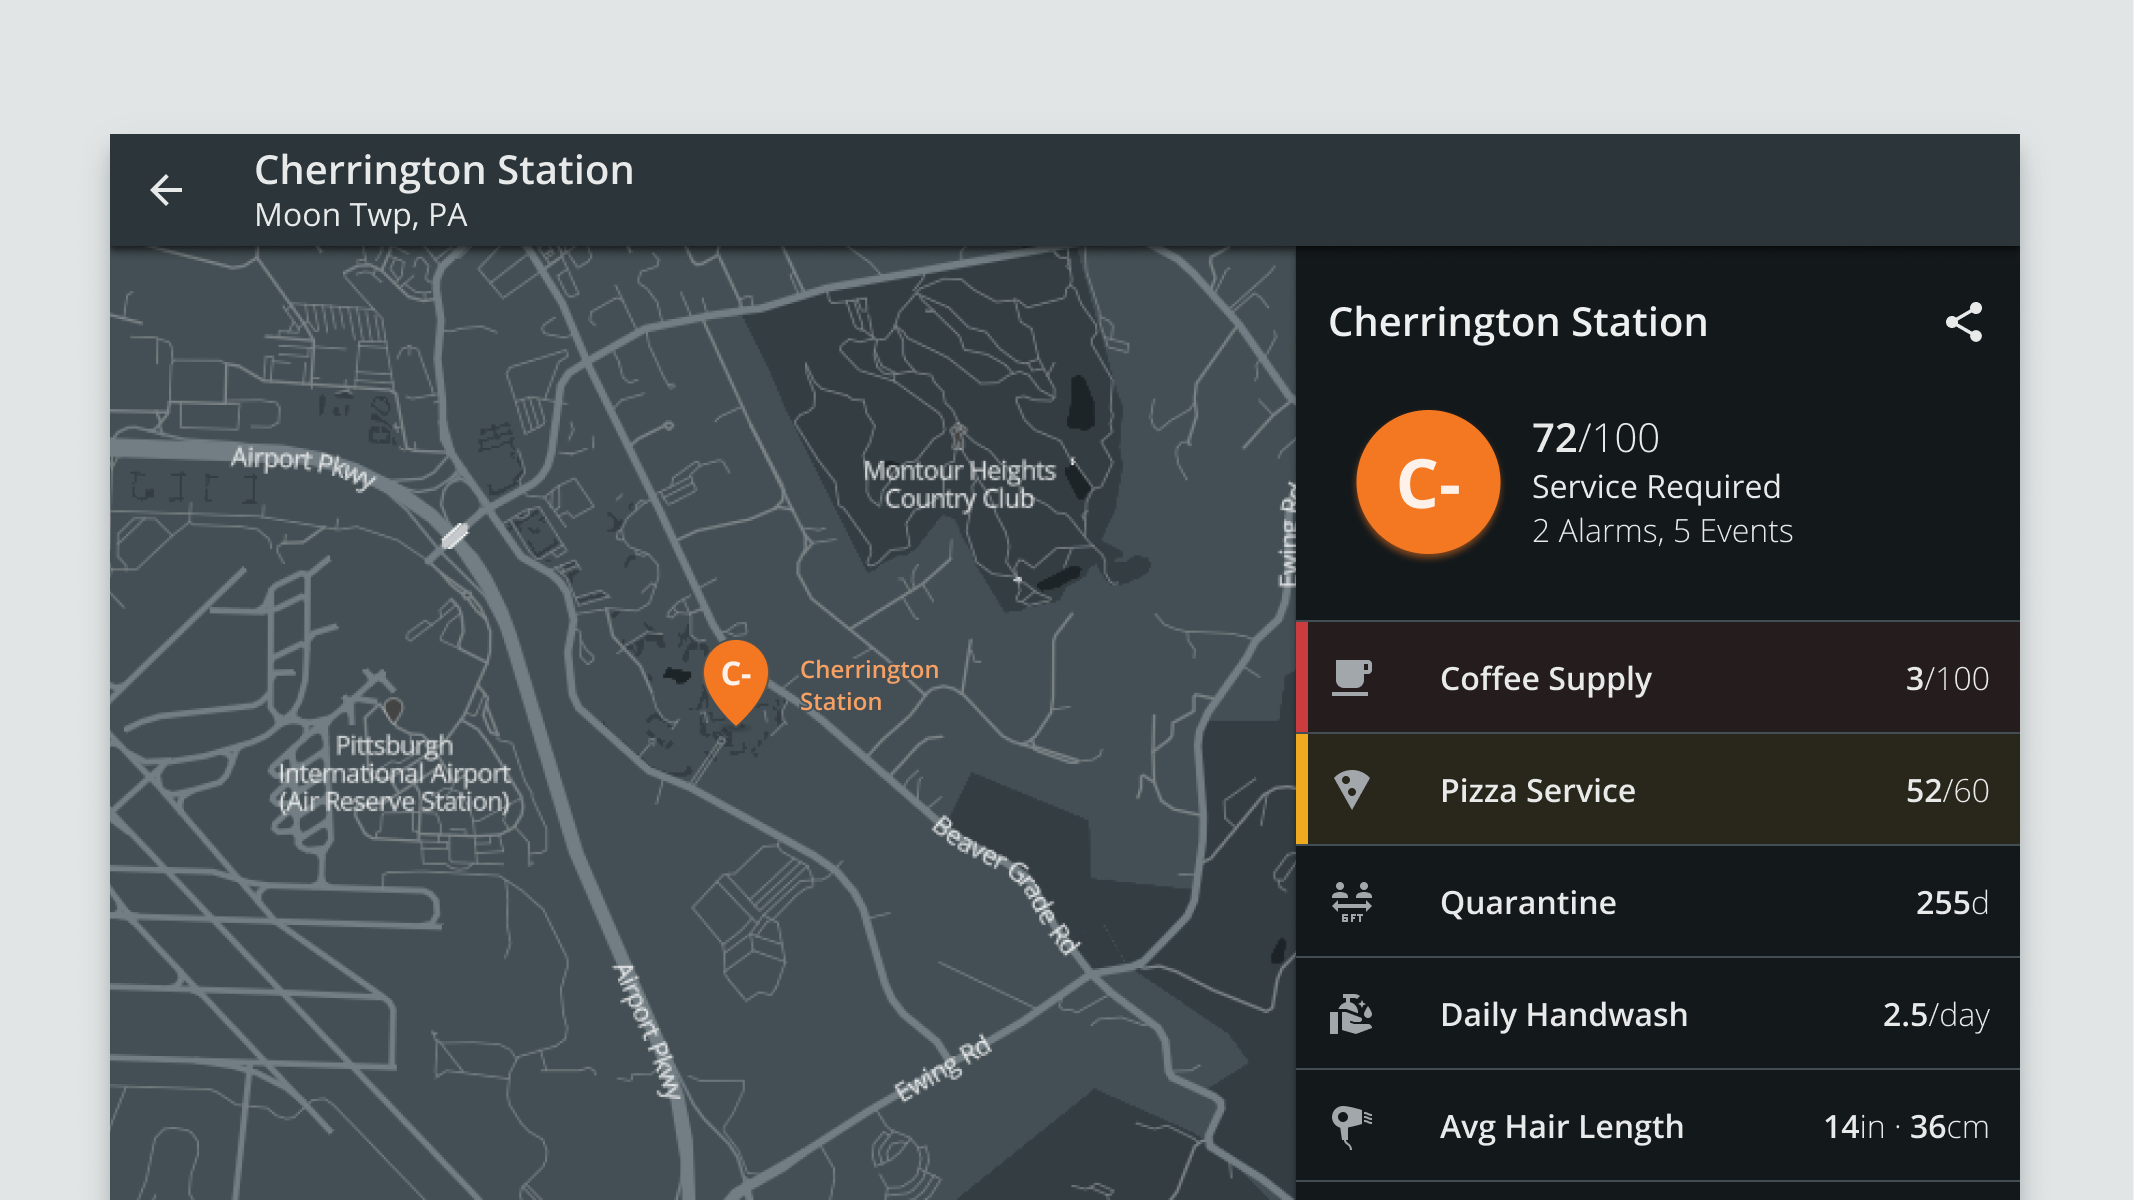 Cherrington Station
Moon Twp, PA
Airport Pkwy
Montour Heights
Country Club
Ewing Rd
C-
Cherrington
Station
Pittsburgh
International Airport
(Air Reserve Station)
Beaver Grade Rd
Airport Pkwy
Ewing Rd
Cherrington Station
C-
72/100
Service Required
2 Alarms, 5 Events
Coffee Supply 3/100
Pizza Service 52/60
6FT
Quarantine 255d
Daily Handwash 2.5/day
Avg Hair Length 14in · 36cm